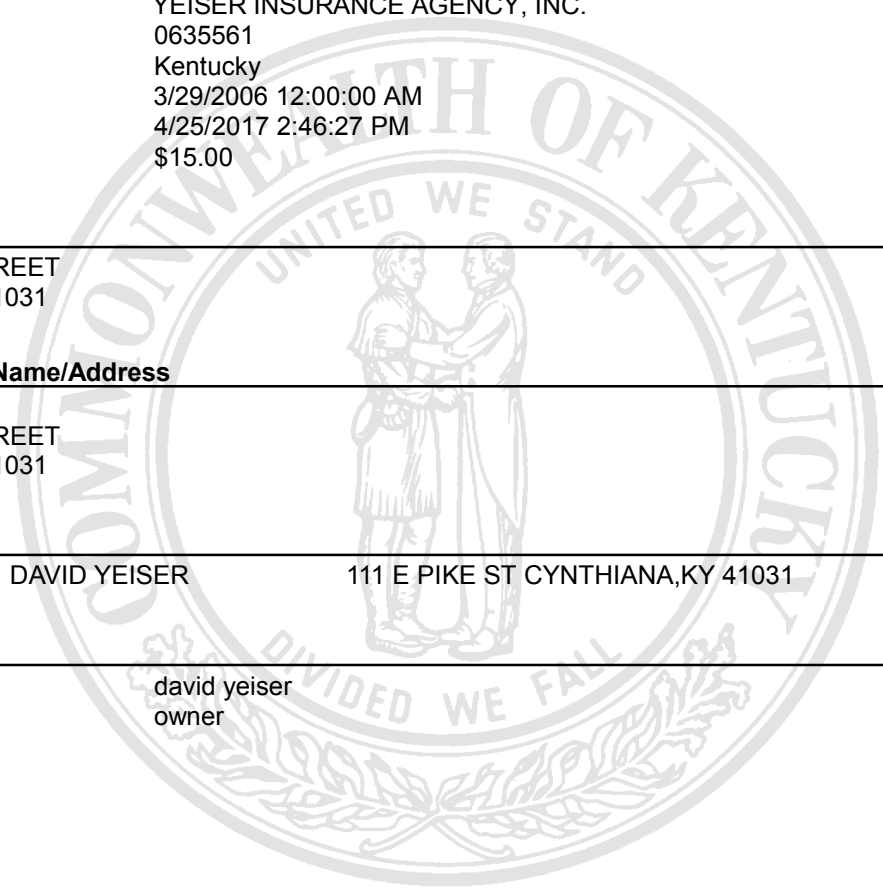 YEISER INSURANCE AGENCY, INC.
0635561
Kentucky
3/29/2006 12:00:00 AM
4/25/2017 2:46:27 PM
$15.00
REET
1031
Name/Address
REET
1031
DAVID YEISER 111 E PIKE ST CYNTHIANA,KY 41031
david yeiser
owner
COMMONWEALTH OF KENTUCKY
UNITED WE STAND
DIVIDED WE FALL